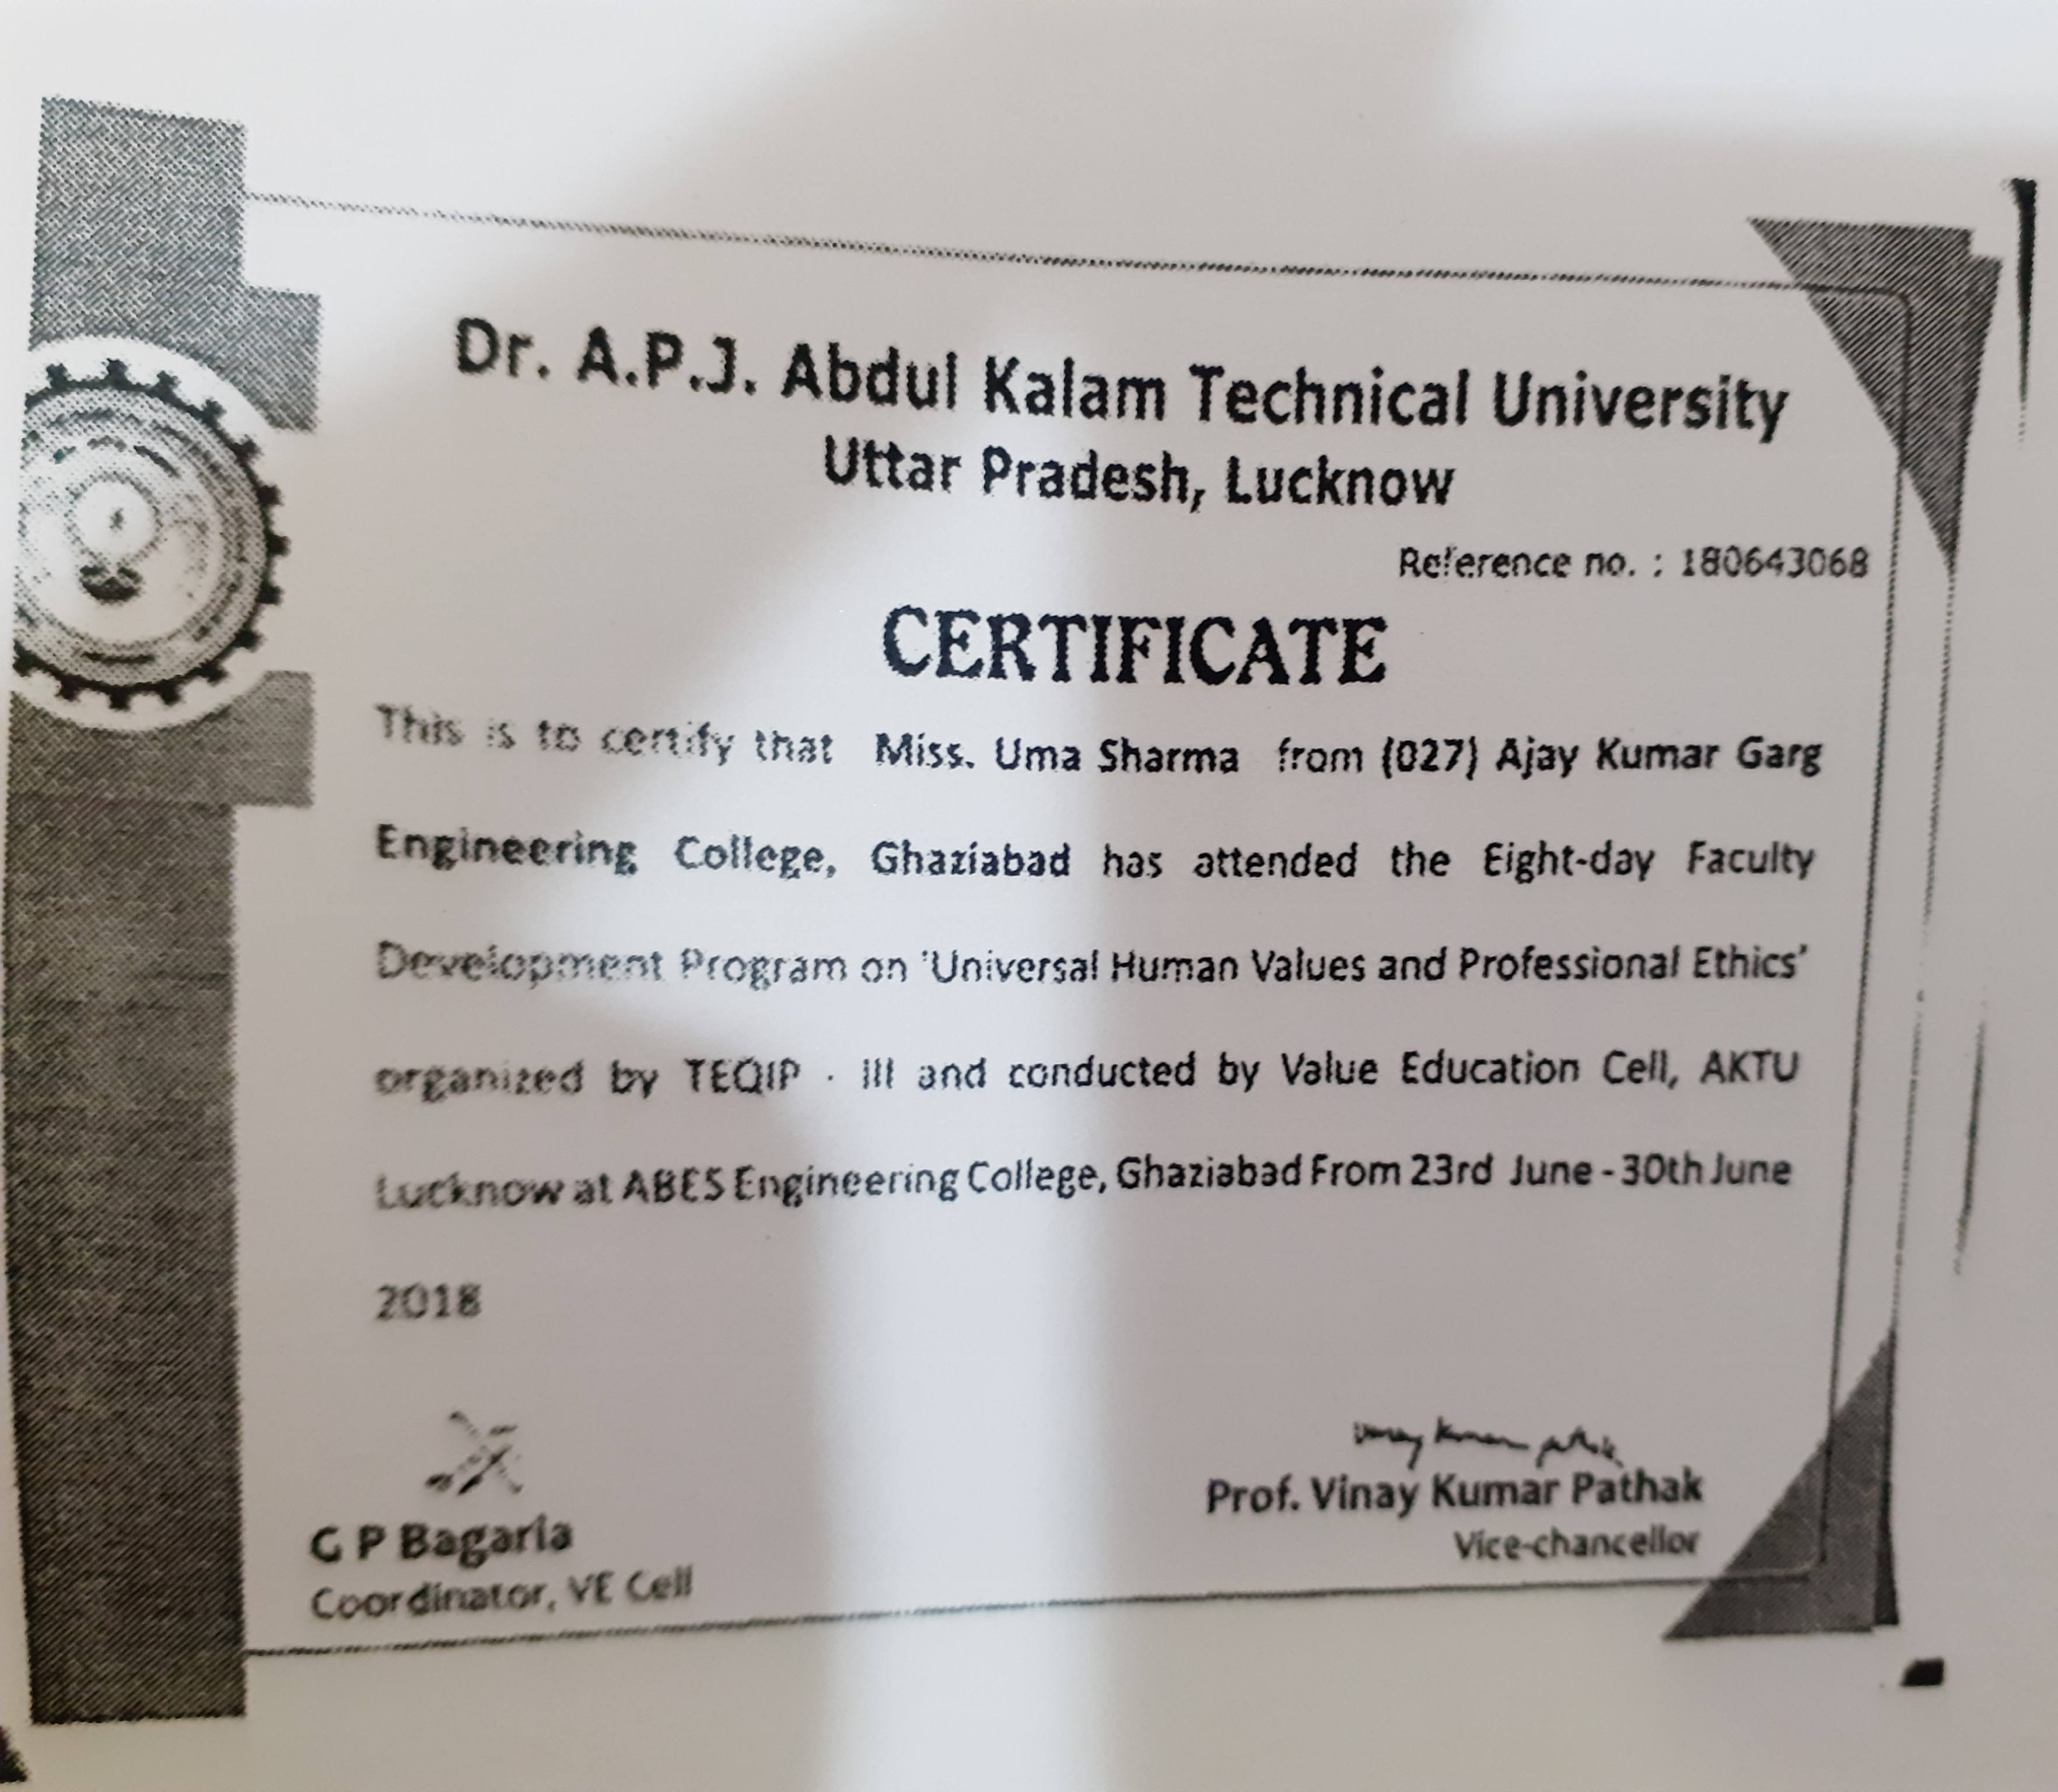 Dr. A.P.J. Abdul Kalam Technical University
Uttar Pradesh, Lucknow
Reference no. : 180643068
CERTIFICATE
This is to certify that Miss. Uma Sharma from (027) Ajay Kumar Garg
Engineering College, Ghaziabad has attended the Eight-day Faculty
Development Program on 'Universal Human Values and Professional Ethics'
organized by TEQIP - III and conducted by Value Education Cell, AKTU
Lucknow at ABES Engineering College, Ghaziabad From 23rd June - 30th June
2018
Vinay Kumar Pathak
G P Bagaria
Coordinator, VE Cell
Prof. Vinay Kumar Pathak
Vice-chancellor